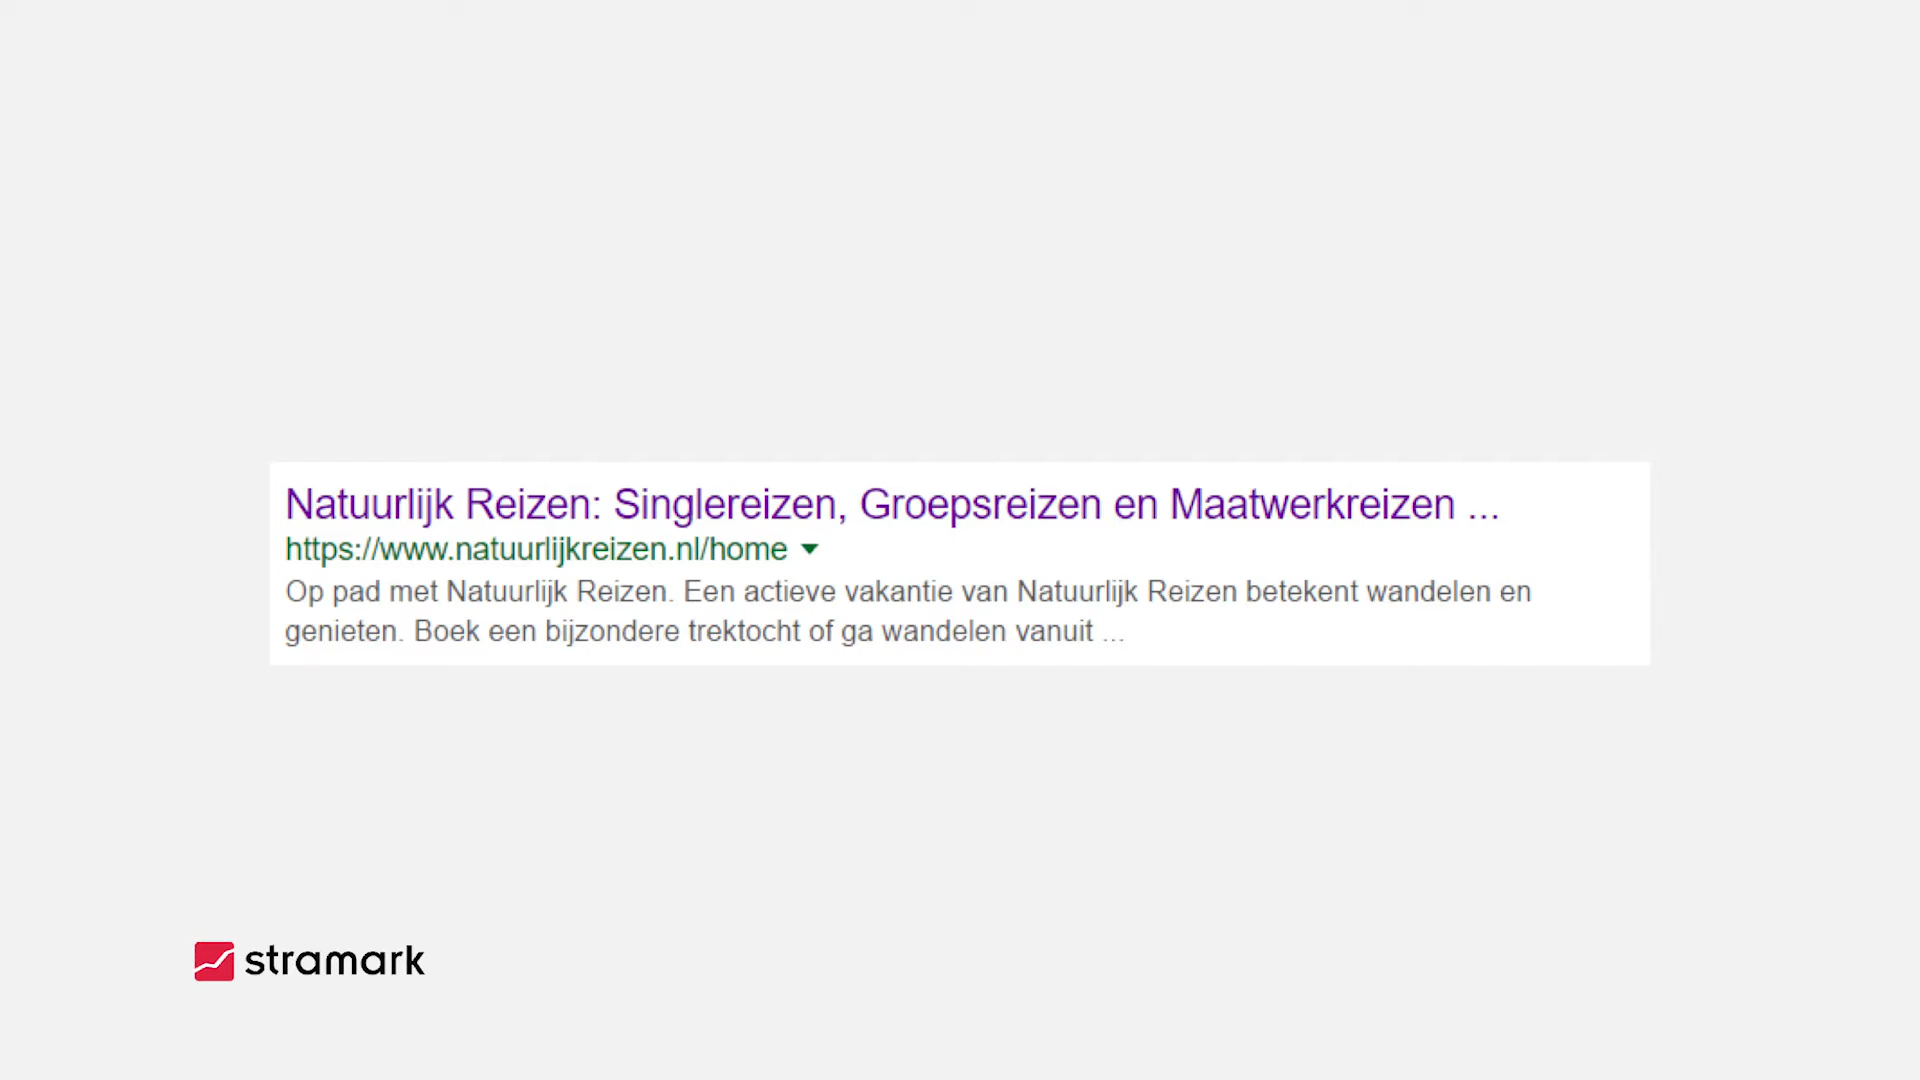 Natuurlijk Reizen: Singlereizen, Groepsreizen en Maatwerkreizen ...
https://www.natuurlijkreizen.nl/home
Op pad met Natuurlijk Reizen. Een actieve vakantie van Natuurlijk Reizen betekent wandelen en
genieten. Boek een bijzondere trektocht of ga wandelen vanuit ...
stramark